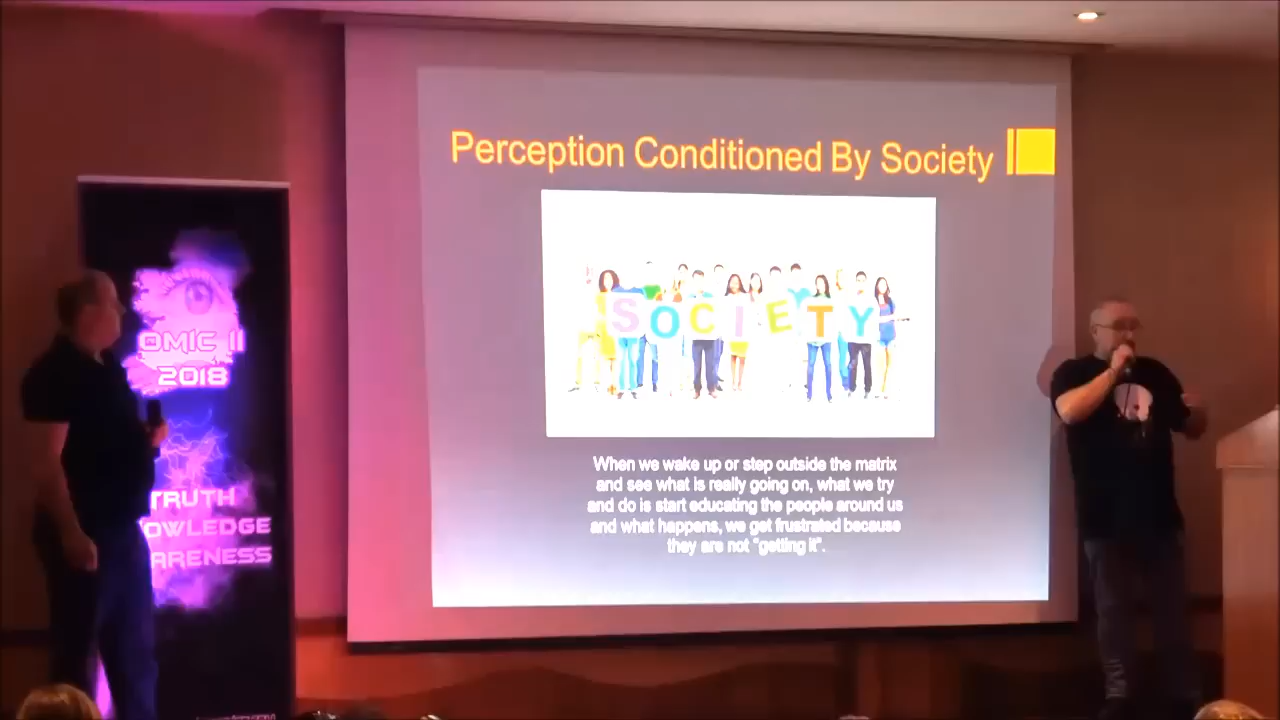 Perception Conditioned By Society
SOCIETY
When we wake up or step outside the matrix
and see what is really going on, what we try
and do is start educating the people around us
and what happens, we get frustrated because
they are not "getting it".
OMIC II
2018
TRUTH
OWLEDGE
ARENESS